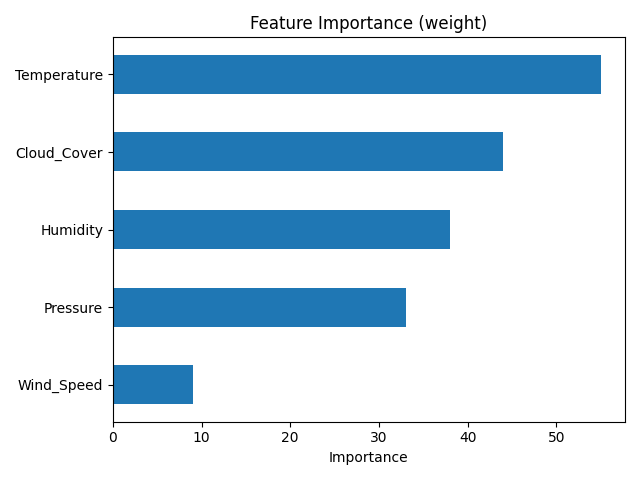 Feature Importance (weight)
Temperature
Cloud_Cover
Humidity
Pressure
Wind_Speed
0 10 20 30 40 50
Importance